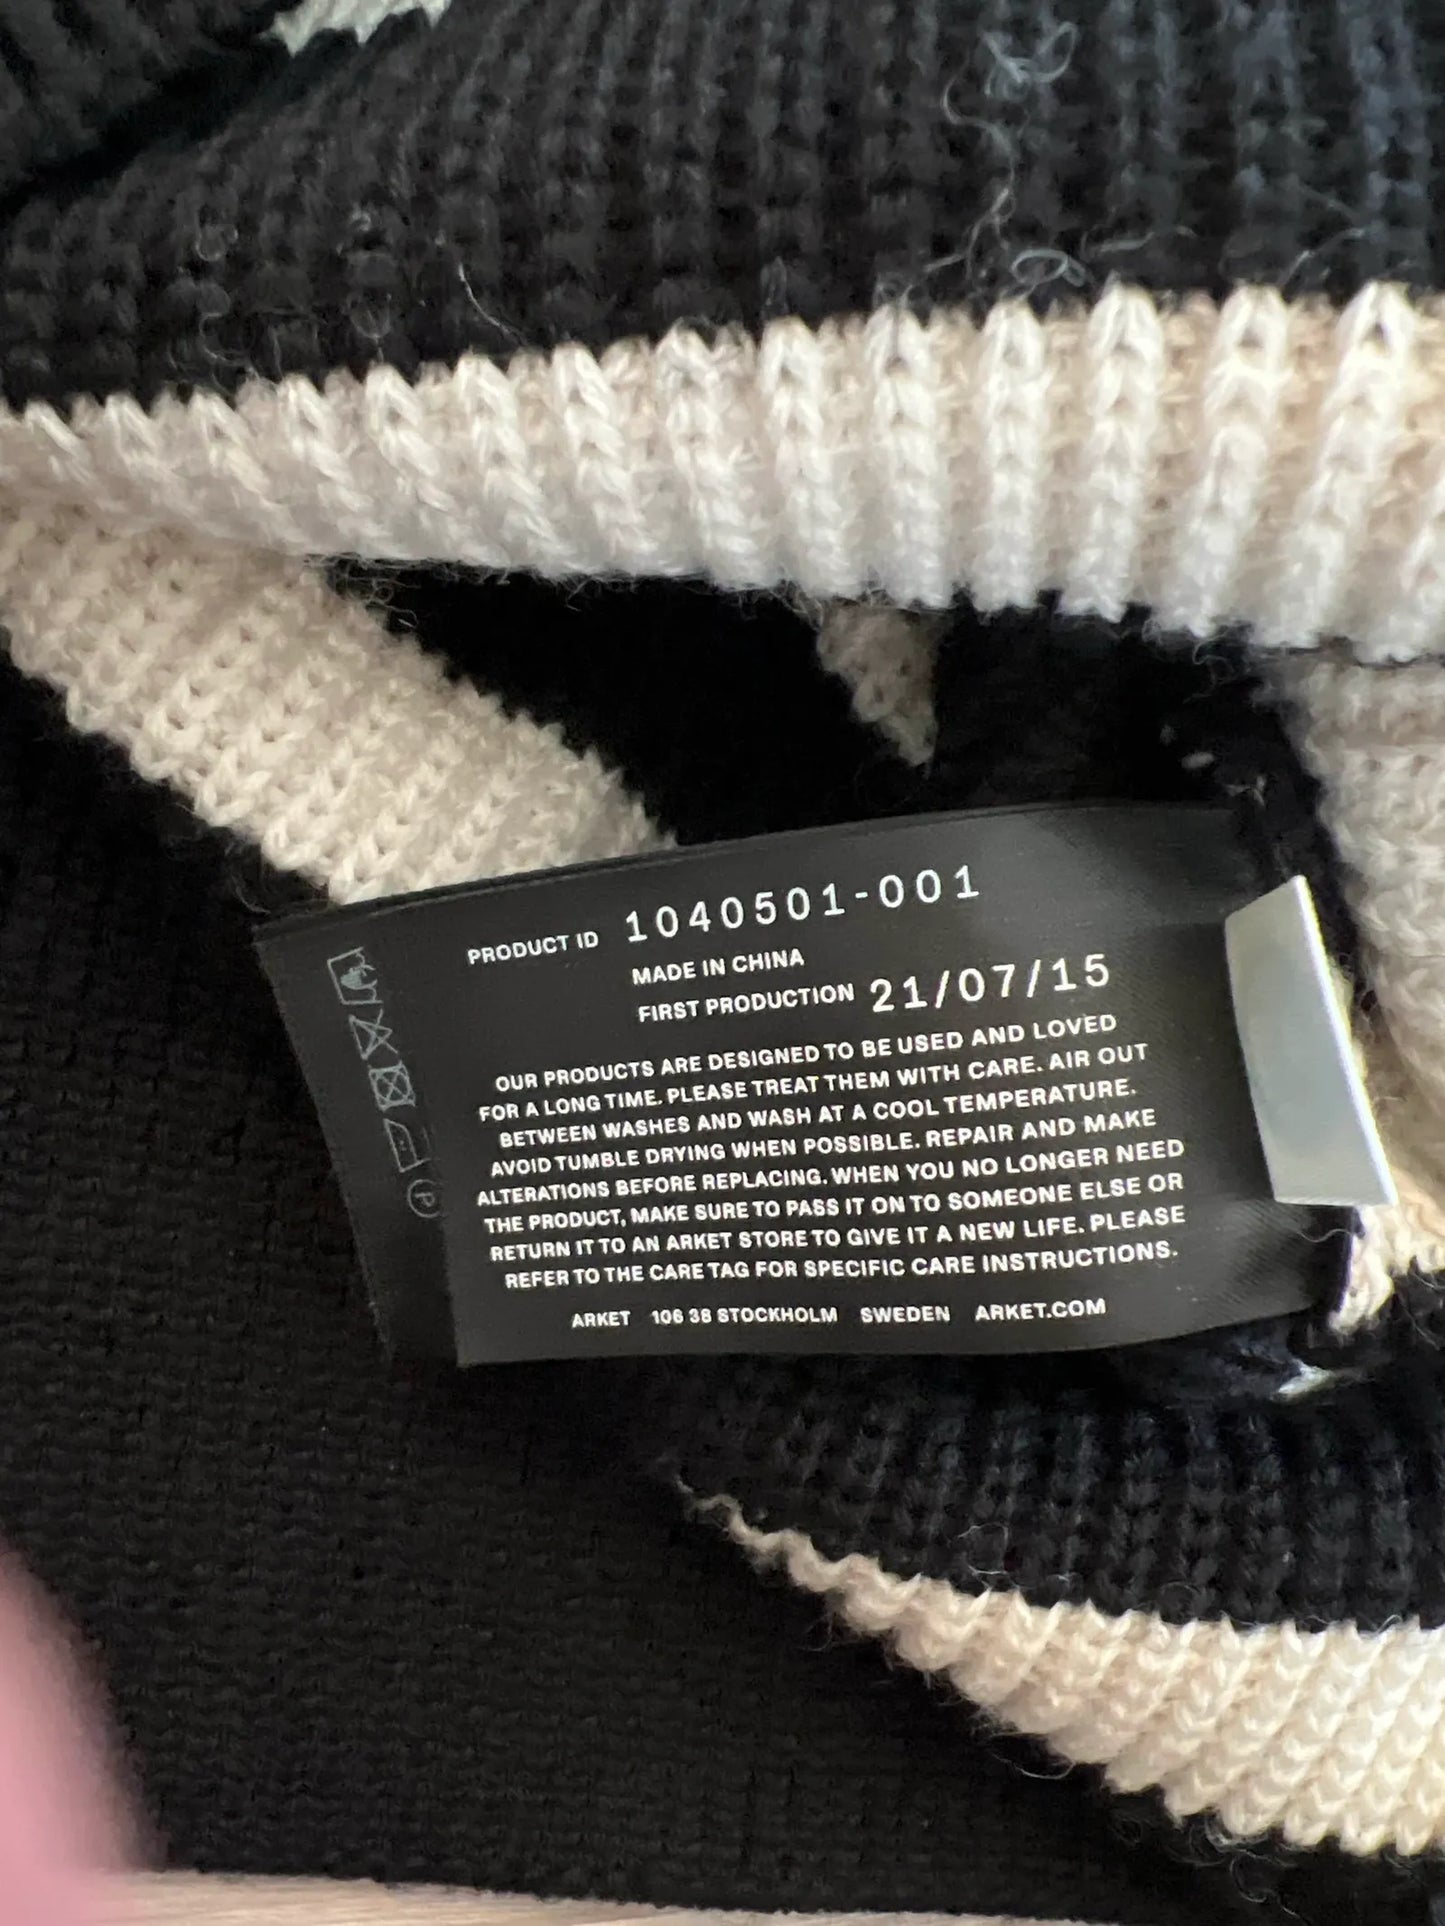 PRODUCT ID 1040501-001
MADE IN CHINA
FIRST PRODUCTION 21/07/15
OUR PRODUCTS ARE DESIGNED TO BE USED AND LOVED
FOR A LONG TIME. PLEASE TREAT THEM WITH CARE. AIR OUT
BETWEEN WASHES AND WASH AT A COOL TEMPERATURE.
AVOID TUMBLE DRYING WHEN POSSIBLE. REPAIR AND MAKE
ALTERATIONS BEFORE REPLACING. WHEN YOU NO LONGER NEED
THE PRODUCT, MAKE SURE TO PASS IT ON TO SOMEONE ELSE OR
RETURN IT TO AN ARKET STORE TO GIVE IT A NEW LIFE. PLEASE
REFER TO THE CARE TAG FOR SPECIFIC CARE INSTRUCTIONS.
ARKET 106 38 STOCKHOLM SWEDEN ARKET.COM
P